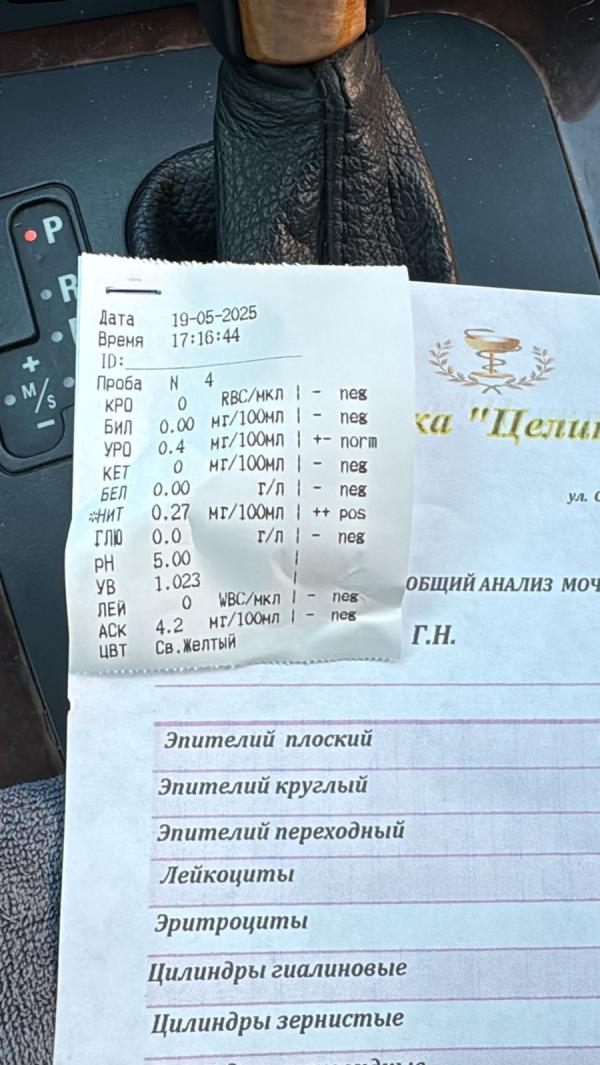 P
R
+
M/S
−
Дата 19-05-2025
Время 17:16:44
ID:
Проба N 4
КРО 0 RBC/мкл | - neg
БИЛ 0.00 мг/100мл | - neg
УРО 0.4 мг/100мл | +- norm
КЕТ 0 мг/100мл | - neg
БЕЛ 0.00 г/л | - neg
*НИТ 0.27 мг/100мл | ++ pos
ГЛЮ 0.0 г/л | - neg
pH 5.00 |
УВ 1.023 |
ЛЕЙ 0 WBC/мкл | - neg
АСК 4.2 мг/100мл | - neg
ЦВТ Св.Желтый
ка "Цели
ул.
ОБЩИЙ АНАЛИЗ МОЧ
Г.Н.
Эпителий плоский
Эпителий круглый
Эпителий переходный
Лейкоциты
Эритроциты
Цилиндры гиалиновые
Цилиндры зернистые